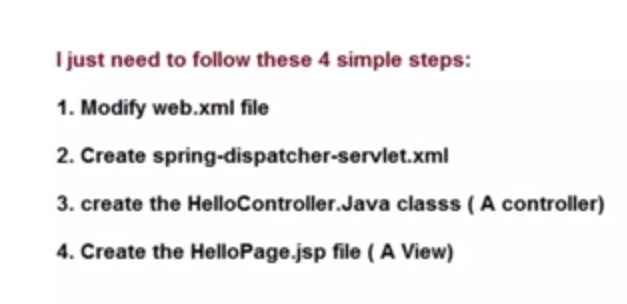 I just need to follow these 4 simple steps:
1. Modify web.xml file
2. Create spring-dispatcher-servlet.xml
3. create the HelloController.Java classs ( A controller)
4. Create the HelloPage.jsp file ( A View)